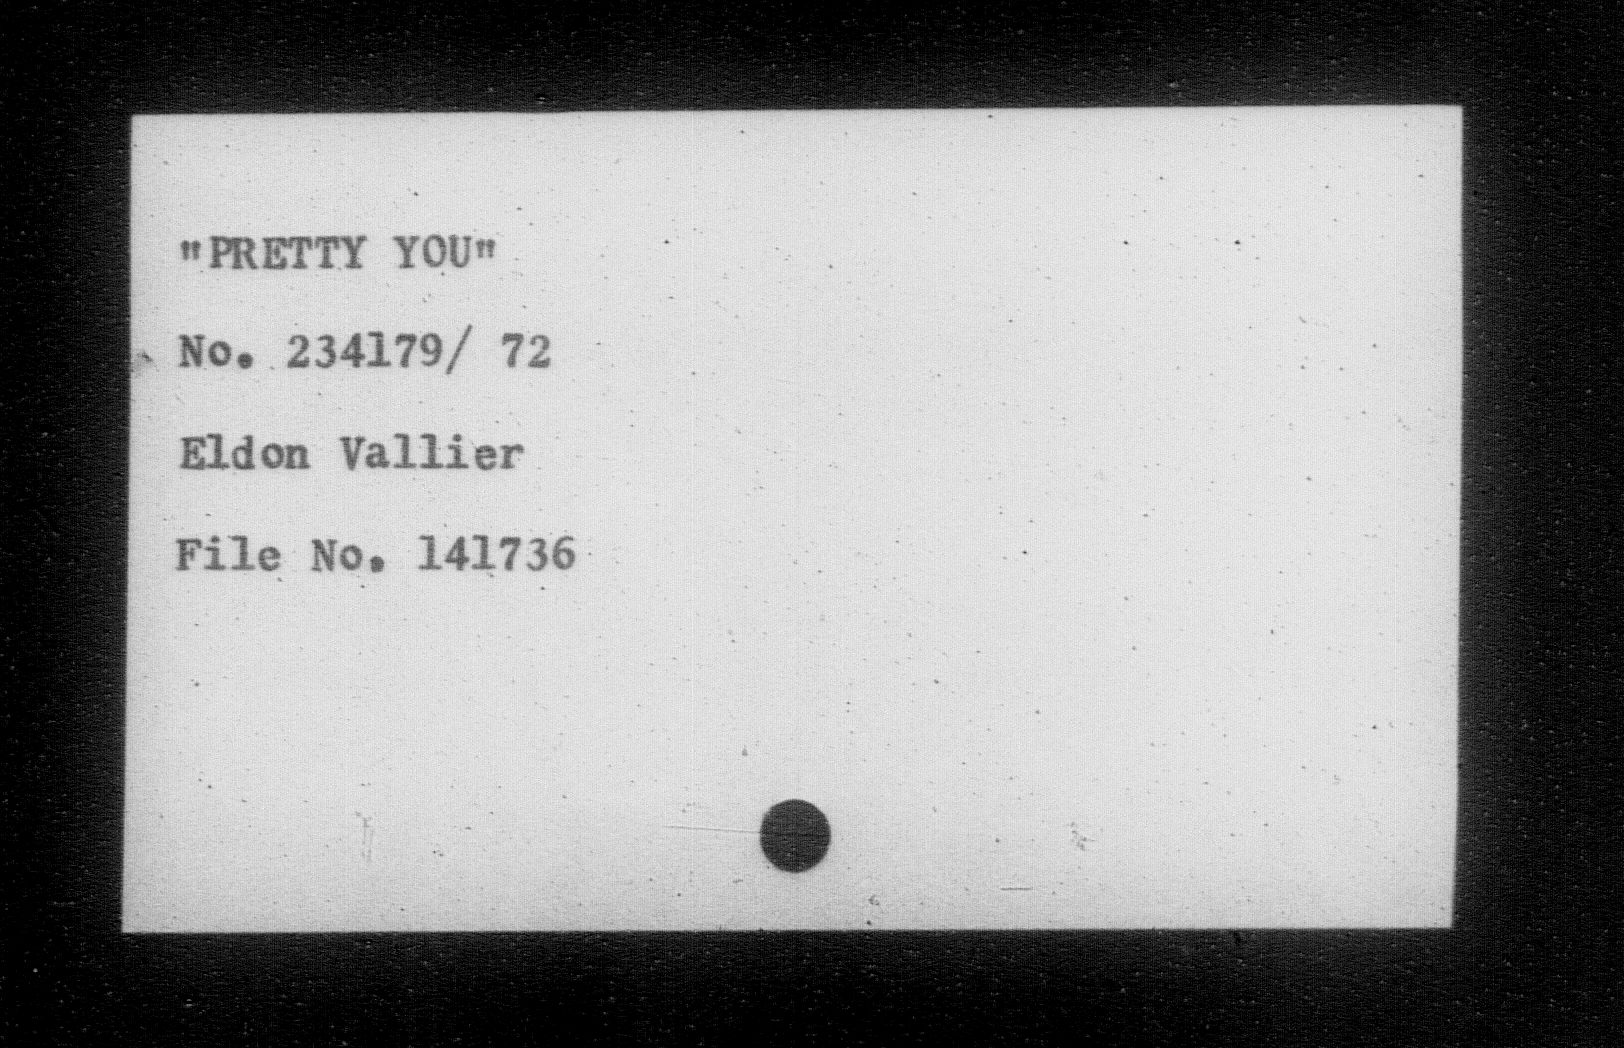 "PRETTY YOU"
No. 234179/ 72
Eldon Vallier
File No. 141736